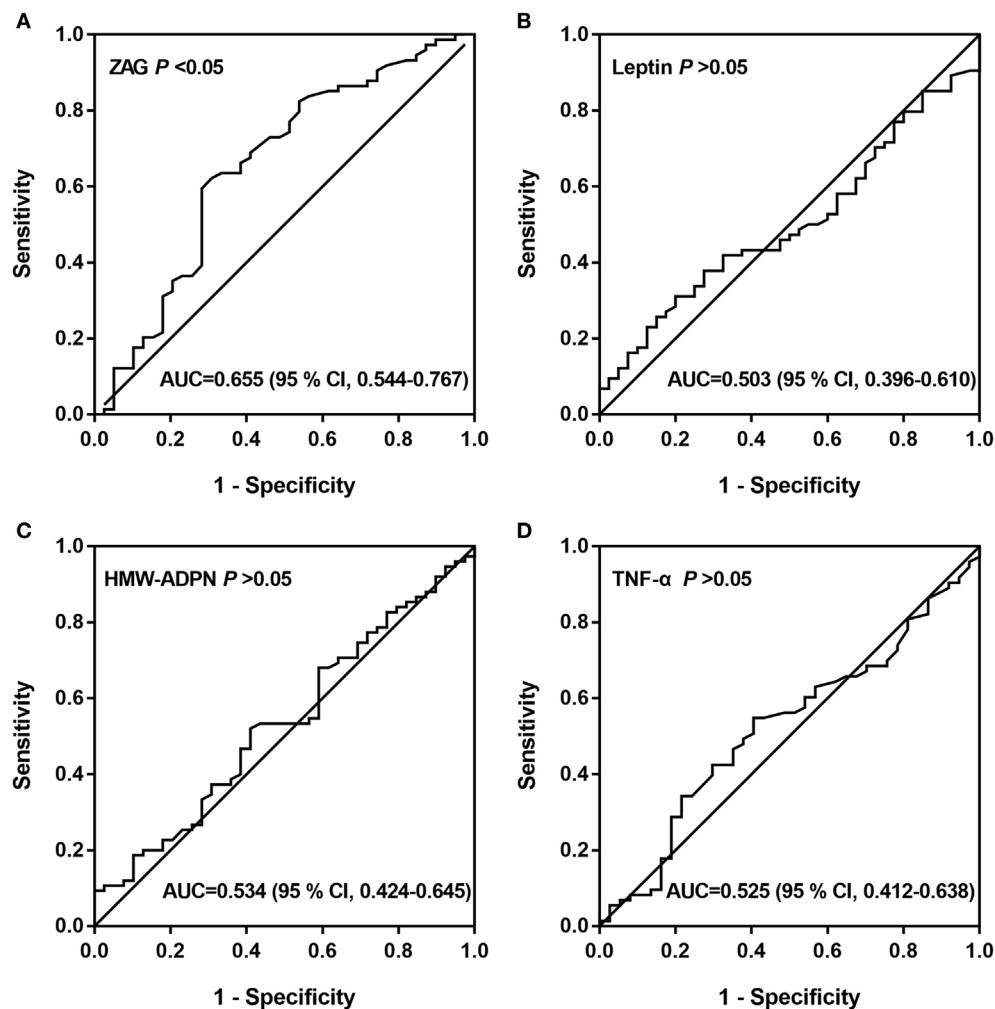 A
ZAG P <0.05
AUC=0.655 (95 % CI, 0.544-0.767)
Sensitivity
1.0
0.8
0.6
0.4
0.2
0.0
0.0 0.2 0.4 0.6 0.8 1.0
1 - Specificity
B
Leptin P >0.05
AUC=0.503 (95 % CI, 0.396-0.610)
Sensitivity
1.0
0.8
0.6
0.4
0.2
0.0
0.0 0.2 0.4 0.6 0.8 1.0
1 - Specificity
C
HMW-ADPN P >0.05
AUC=0.534 (95 % CI, 0.424-0.645)
Sensitivity
1.0
0.8
0.6
0.4
0.2
0.0
0.0 0.2 0.4 0.6 0.8 1.0
1 - Specificity
D
TNF-α P >0.05
AUC=0.525 (95 % CI, 0.412-0.638)
Sensitivity
1.0
0.8
0.6
0.4
0.2
0.0
0.0 0.2 0.4 0.6 0.8 1.0
1 - Specificity